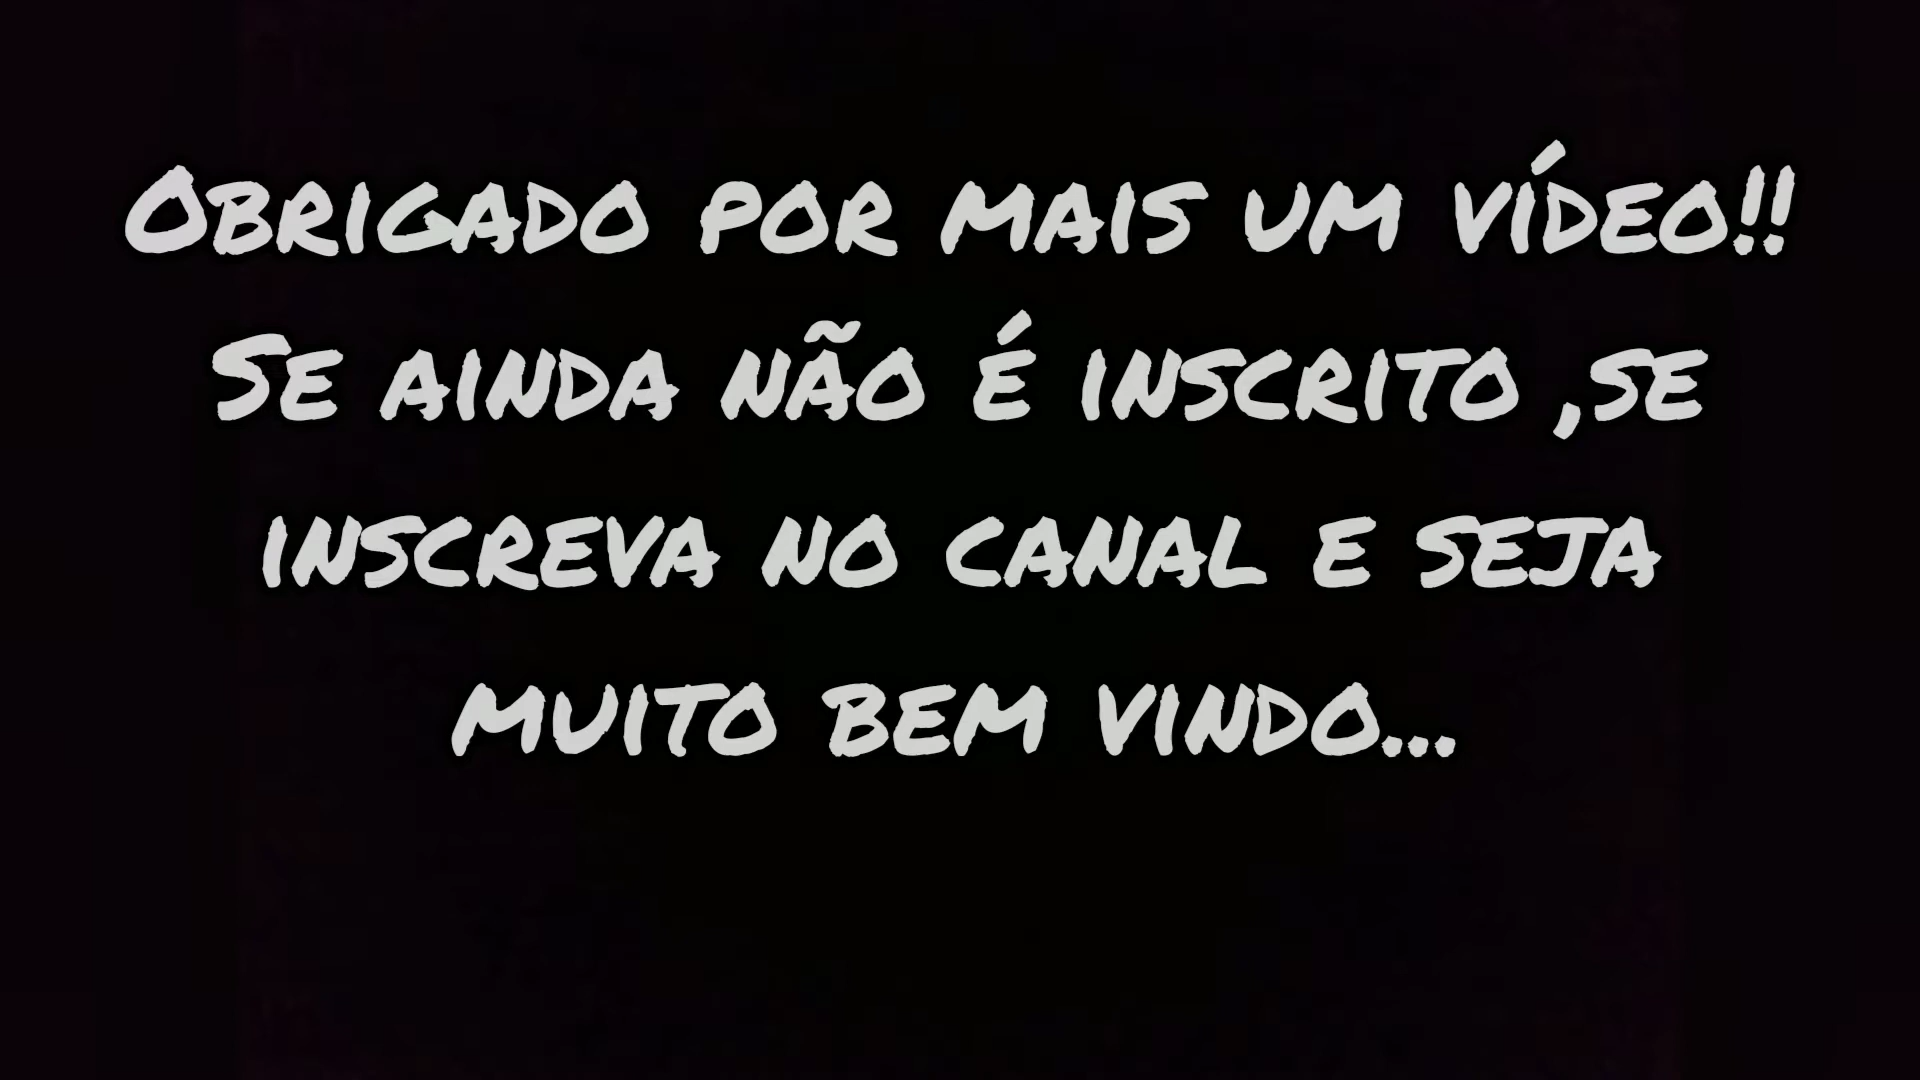 Obrigado por mais um vídeo!!
Se ainda não é inscrito ,se
inscreva no canal e seja
muito bem vindo...